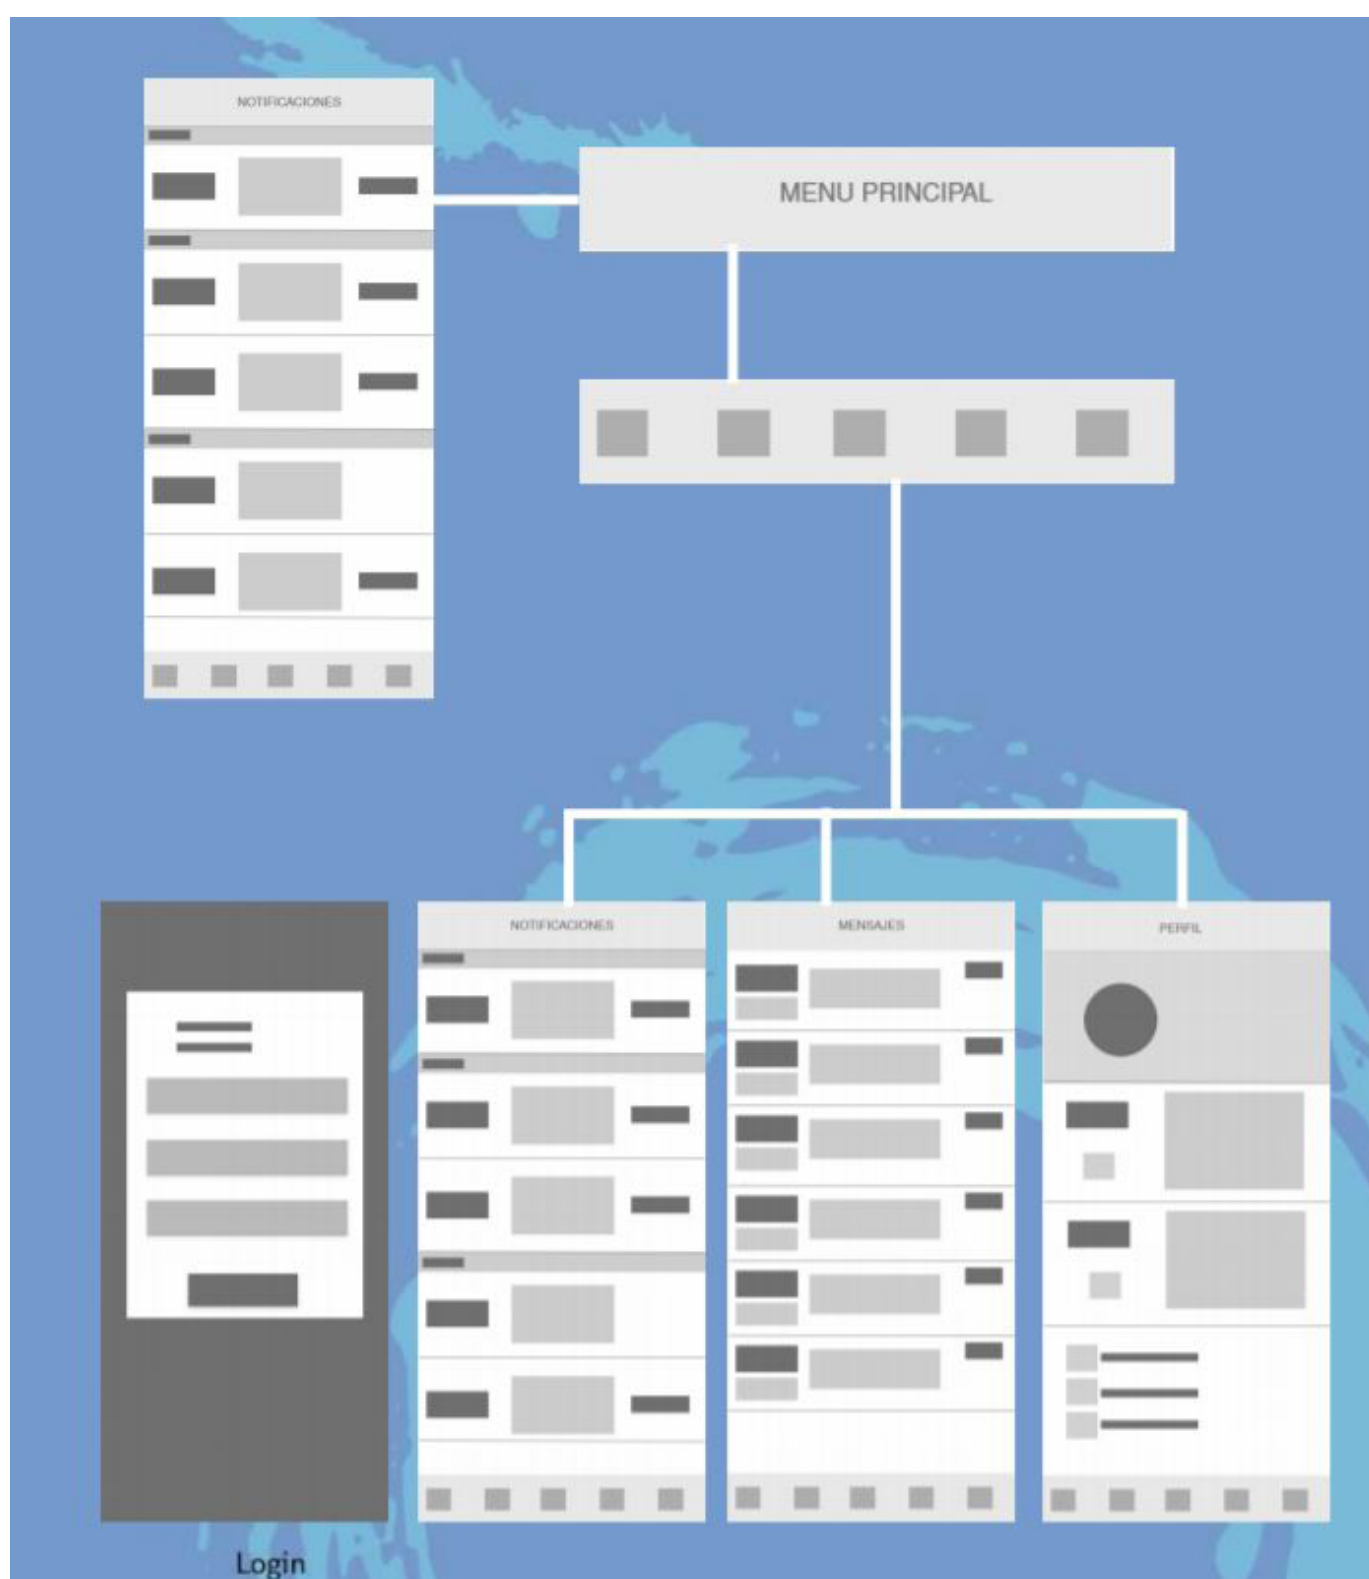 NOTIFICACIONES
MENU PRINCIPAL
NOTIFICACIONES
MENSAJES
PERFIL
Login